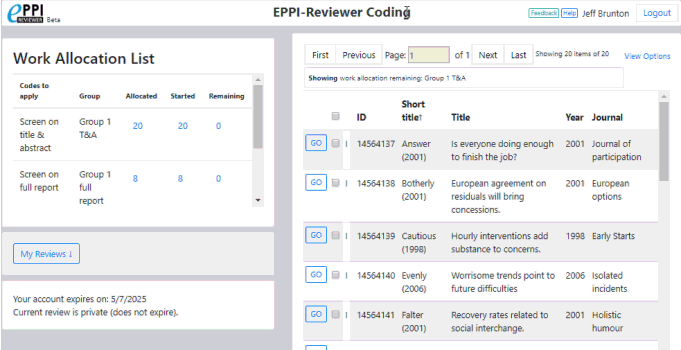 EPPI
REVIEWER Beta
EPPI-Reviewer Coding
Feedback Help Jeff Brunton Logout
Work Allocation List
Codes to apply Group Allocated Started Remaining
Screen on title & abstract Group 1 T&A 20 20 0
Screen on full report Group 1 full report 8 8 0
My Reviews ↓
Your account expires on: 5/7/2025
Current review is private (does not expire).
First Previous Page: 1 of 1 Next Last Showing 20 items of 20 View Options
Showing work allocation remaining: Group 1 T&A
ID Short title↑ Title Year Journal
GO I 14564137 Answer (2001) Is everyone doing enough to finish the job? 2001 Journal of participation
GO I 14564138 Botherly (2001) European agreement on residuals will bring concessions. 2001 European options
GO I 14564139 Cautious (1998) Hourly interventions add substance to concerns. 1998 Early Starts
GO I 14564140 Evenly (2006) Worrisome trends point to future difficulties 2006 Isolated incidents
GO I 14564141 Falter (2001) Recovery rates related to social interchange. 2001 Holistic humour